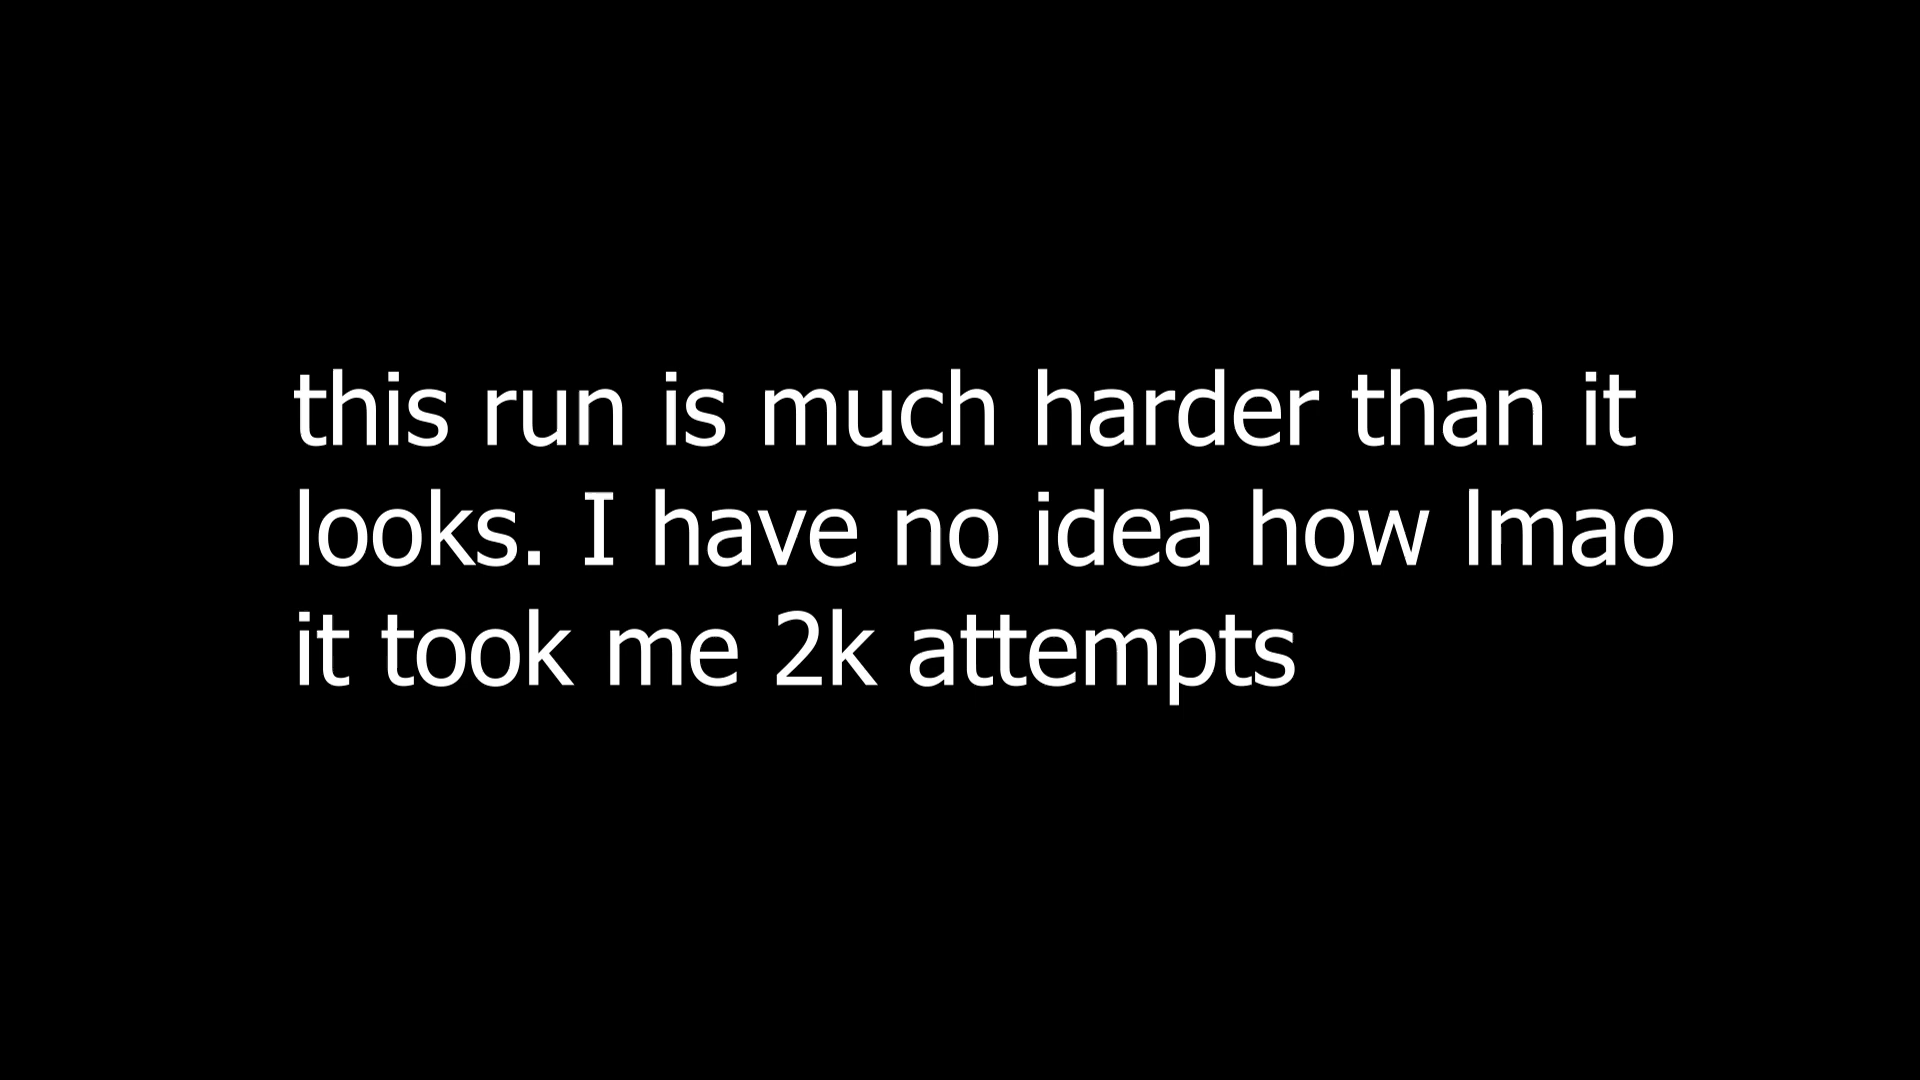 this run is much harder than it
looks. I have no idea how lmao
it took me 2k attempts